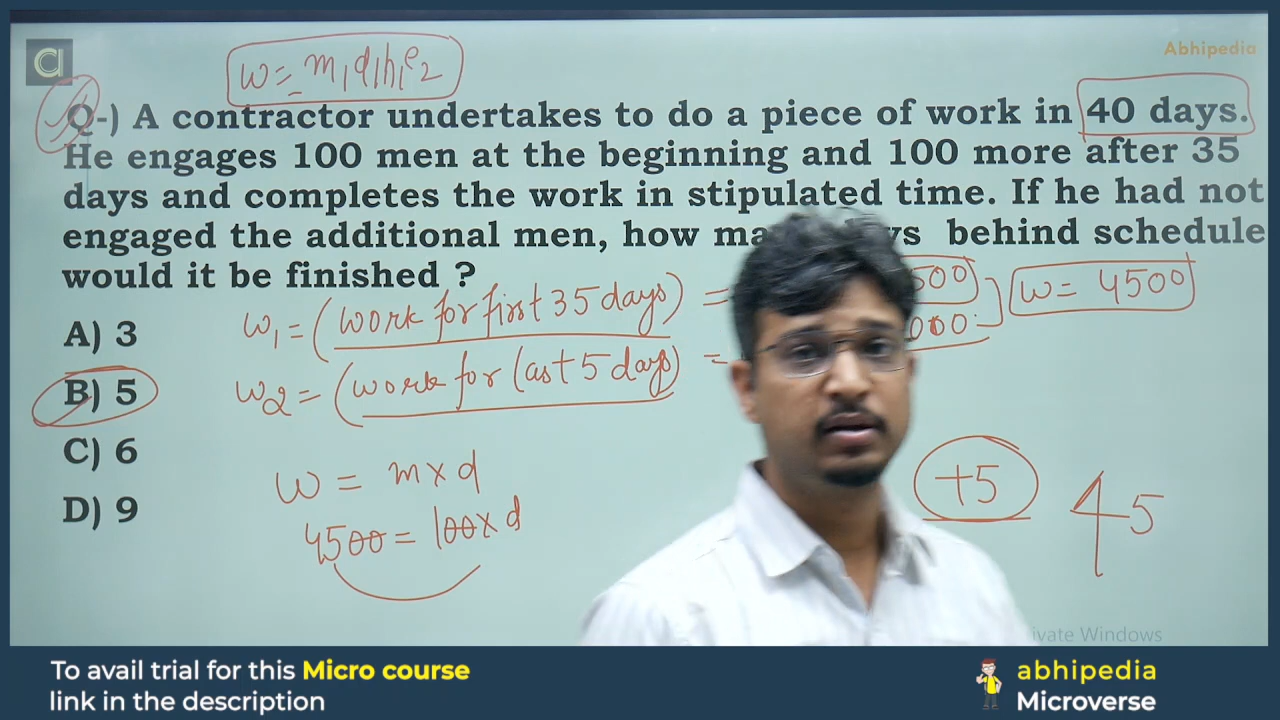 Abhipedia
w = m₁d₁h₁e₂
Q-) A contractor undertakes to do a piece of work in 40 days.
He engages 100 men at the beginning and 100 more after 35
days and completes the work in stipulated time. If he had not
engaged the additional men, how behind schedule
would it be finished ?
A) 3
B) 5
C) 6
D) 9
w₁ = (work for first 35 days) = 500
w = 4500
w₂ = (work for last 5 days) = 000
w = m x d
4500 = 100 x d
+5
45
ivate Windows
To avail trial for this Micro course
link in the description
abhipedia
Microverse